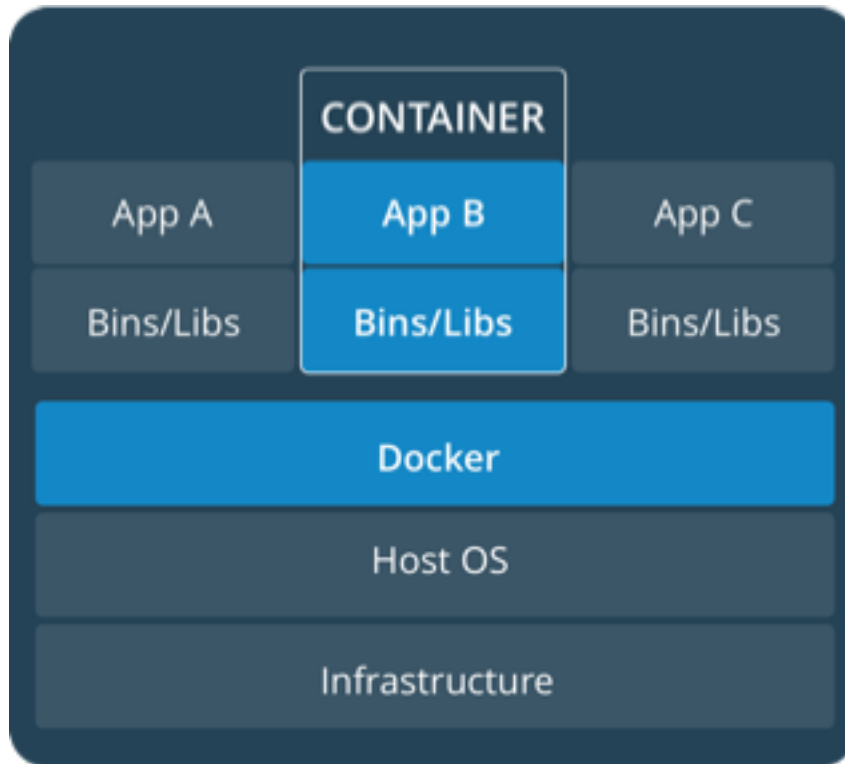 CONTAINER
App A
App B
App C
Bins/Libs
Bins/Libs
Bins/Libs
Docker
Host OS
Infrastructure